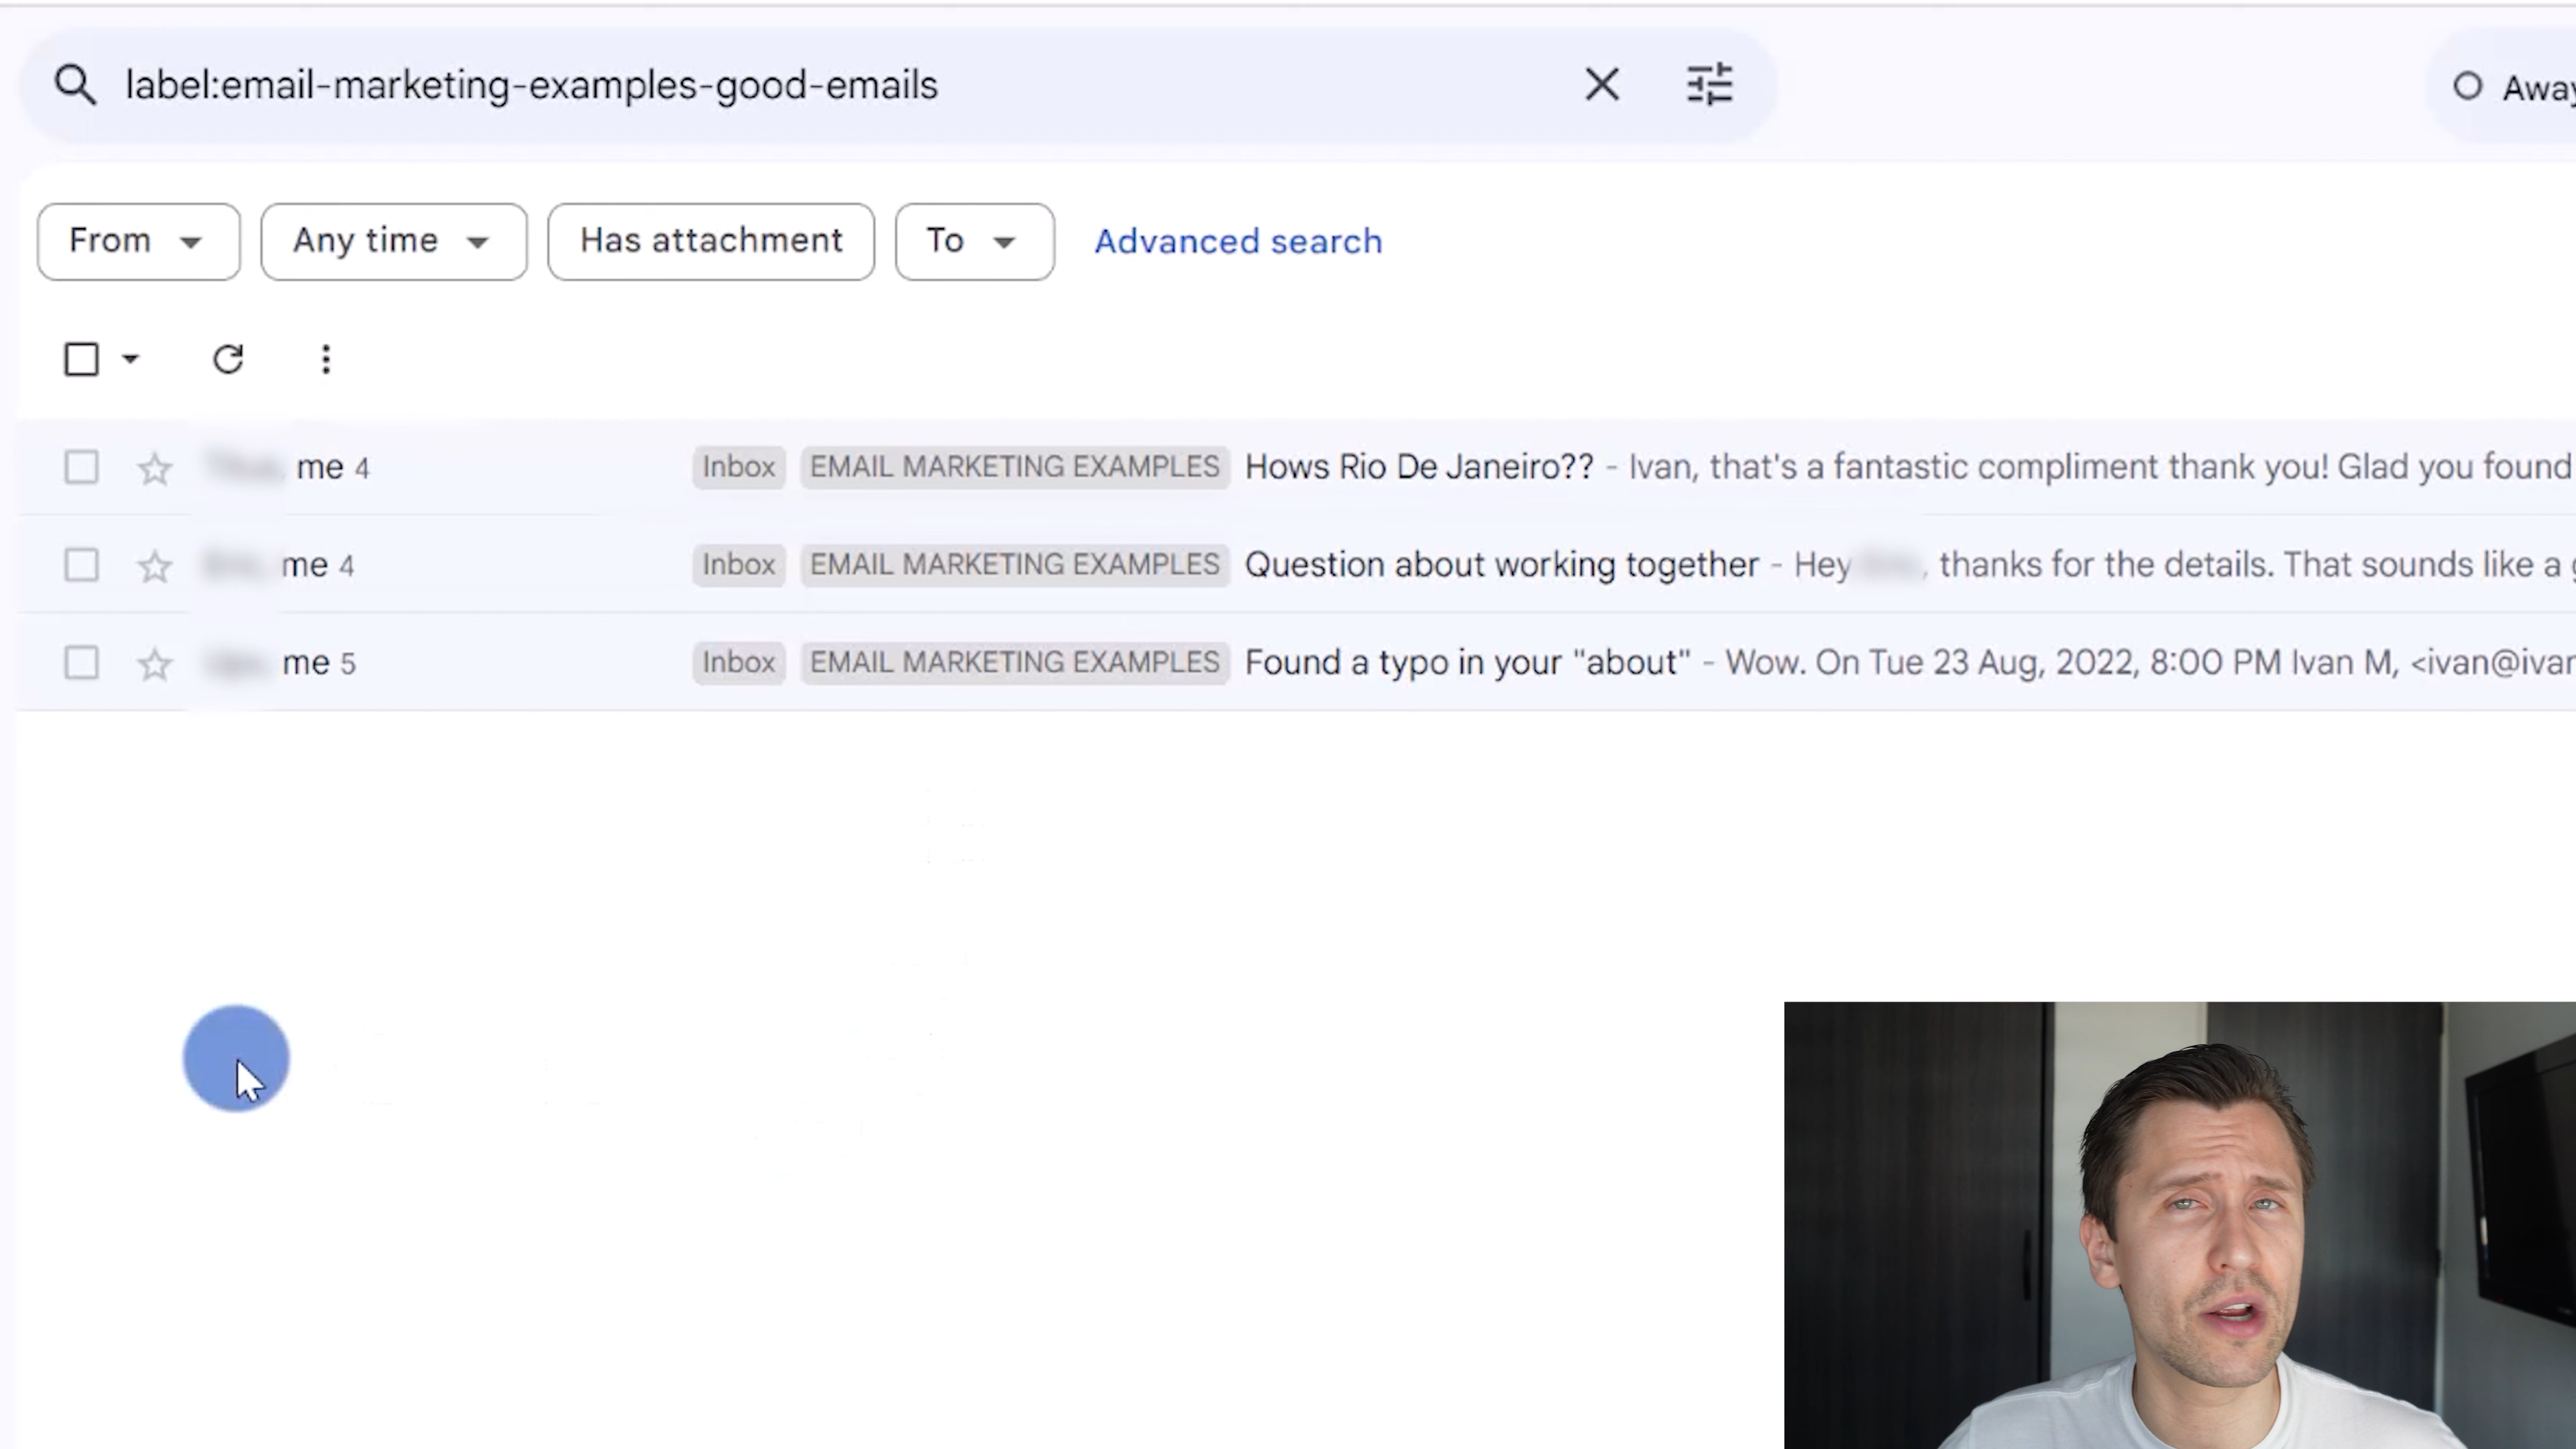 label:email-marketing-examples-good-emails
Away
From
Any time
Has attachment
To
Advanced search
me 4 Inbox EMAIL MARKETING EXAMPLES Hows Rio De Janeiro?? - Ivan, that's a fantastic compliment thank you! Glad you found
me 4 Inbox EMAIL MARKETING EXAMPLES Question about working together - Hey , thanks for the details. That sounds like a
me 5 Inbox EMAIL MARKETING EXAMPLES Found a typo in your "about" - Wow. On Tue 23 Aug, 2022, 8:00 PM Ivan M, <ivan@ivan